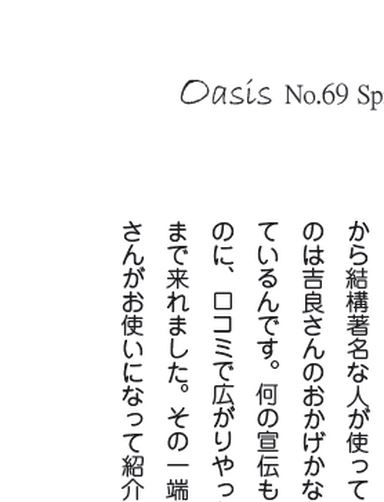 Oasis No.69 Sp
から結構著名な人が使って
のは吉良さんのおかげかな
ているんです。何の宣伝も
のに、口コミで広がりやっ
まで来れました。その一端
さんがお使いになって紹介